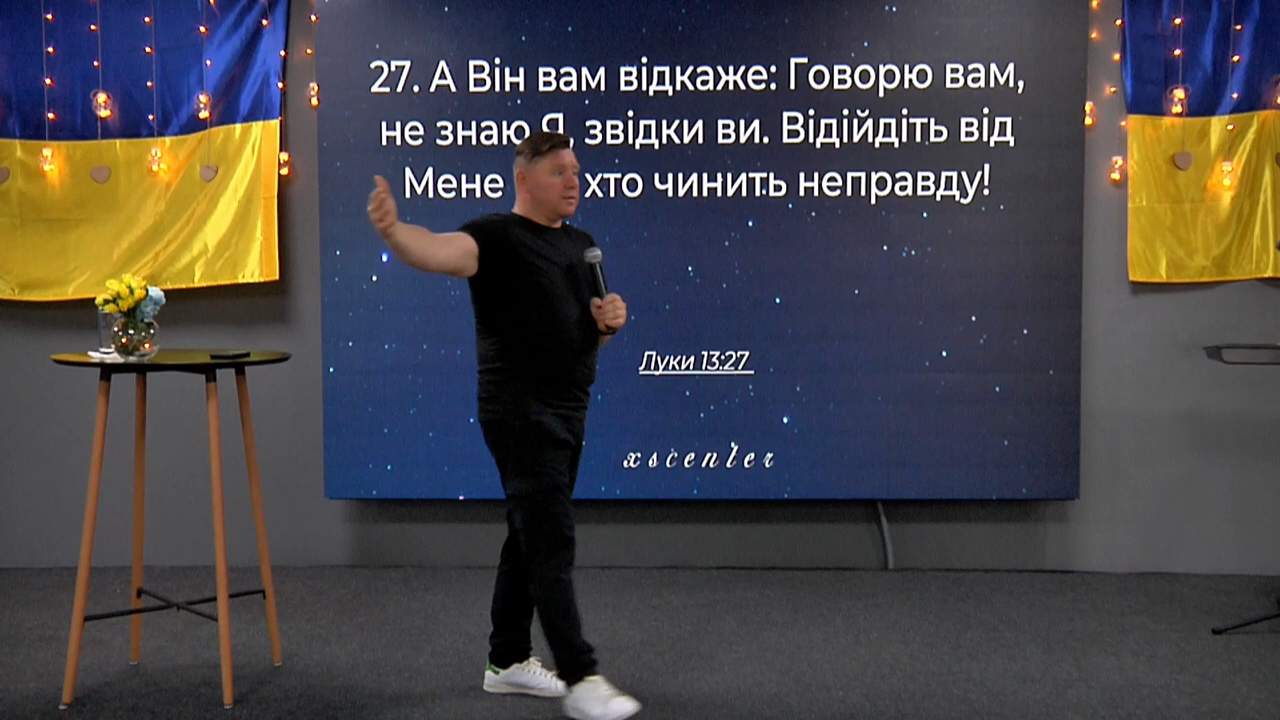 27. А Він вам відкаже: Говорю вам,
не знаю Я, звідки ви. Відійдіть від
Мене хто чинить неправду!
Луки 13:27
xscenter